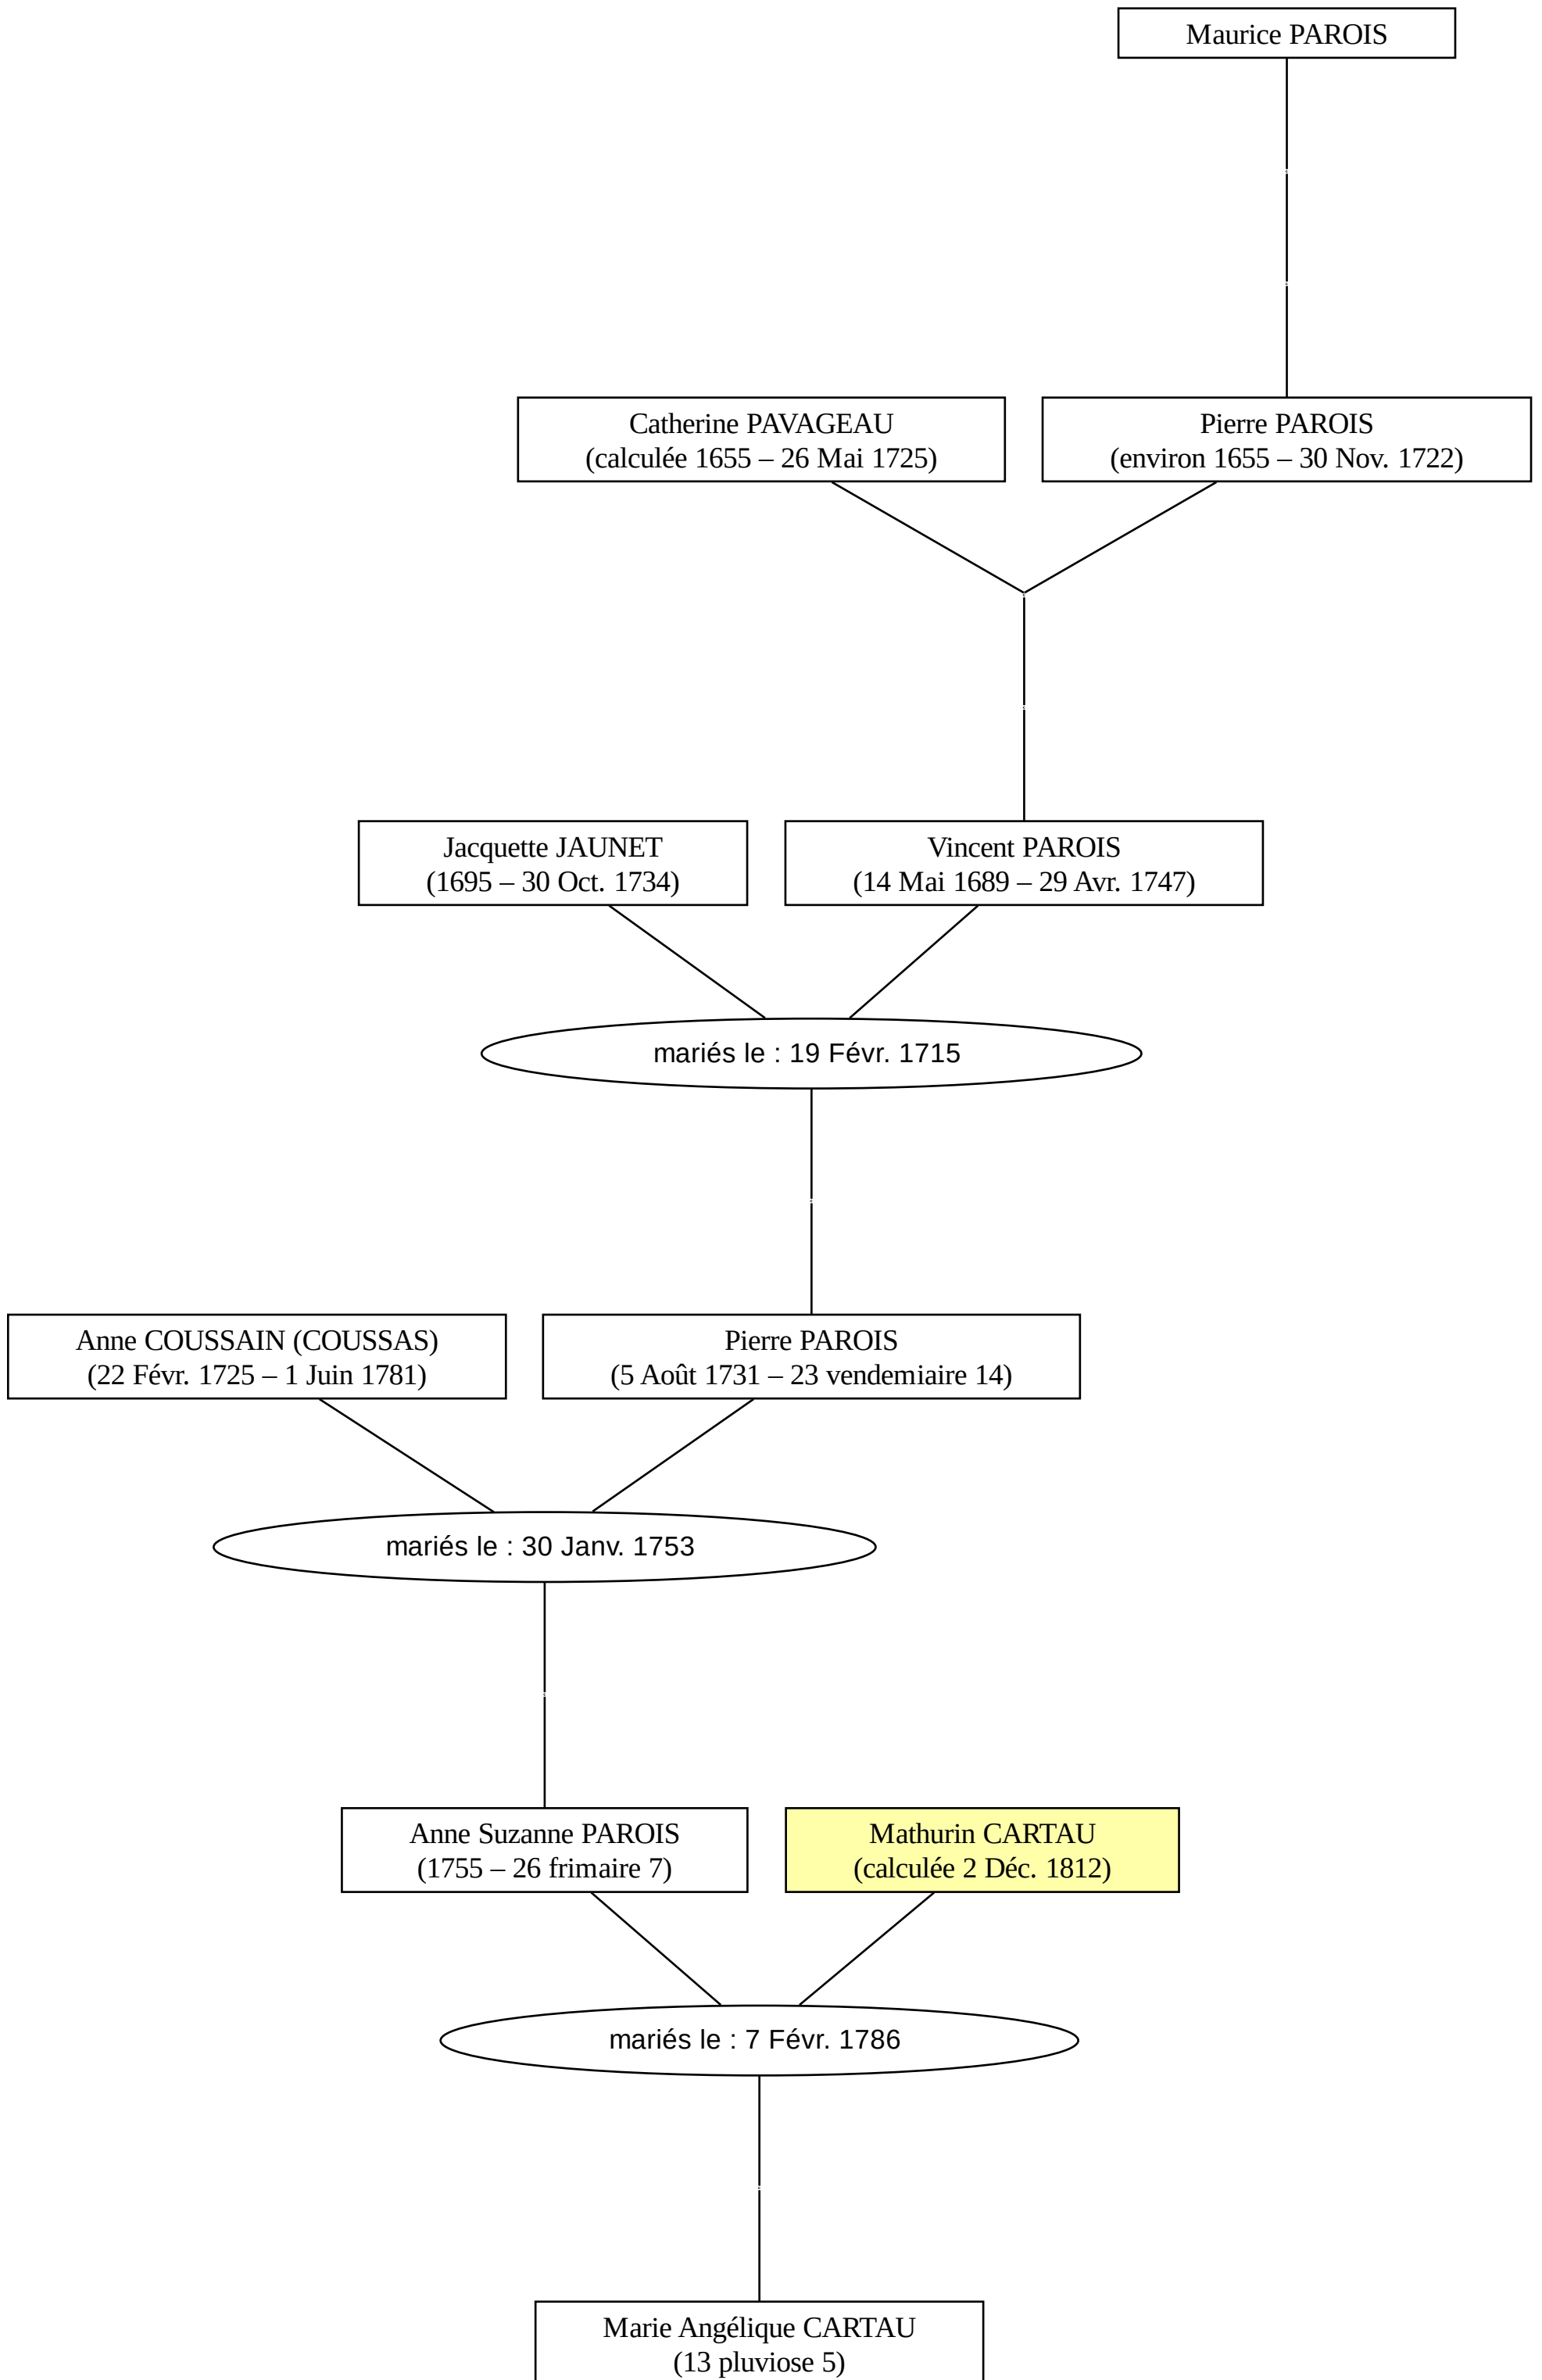 Maurice PAROIS
Catherine PAVAGEAU
(calculée 1655 – 26 Mai 1725)
Pierre PAROIS
(environ 1655 – 30 Nov. 1722)
Jacquette JAUNET
(1695 – 30 Oct. 1734)
Vincent PAROIS
(14 Mai 1689 – 29 Avr. 1747)
mariés le : 19 Févr. 1715
Anne COUSSAIN (COUSSAS)
(22 Févr. 1725 – 1 Juin 1781)
Pierre PAROIS
(5 Août 1731 – 23 vendemiaire 14)
mariés le : 30 Janv. 1753
Anne Suzanne PAROIS
(1755 – 26 frimaire 7)
Mathurin CARTAU
(calculée 2 Déc. 1812)
mariés le : 7 Févr. 1786
Marie Angélique CARTAU
(13 pluviose 5)